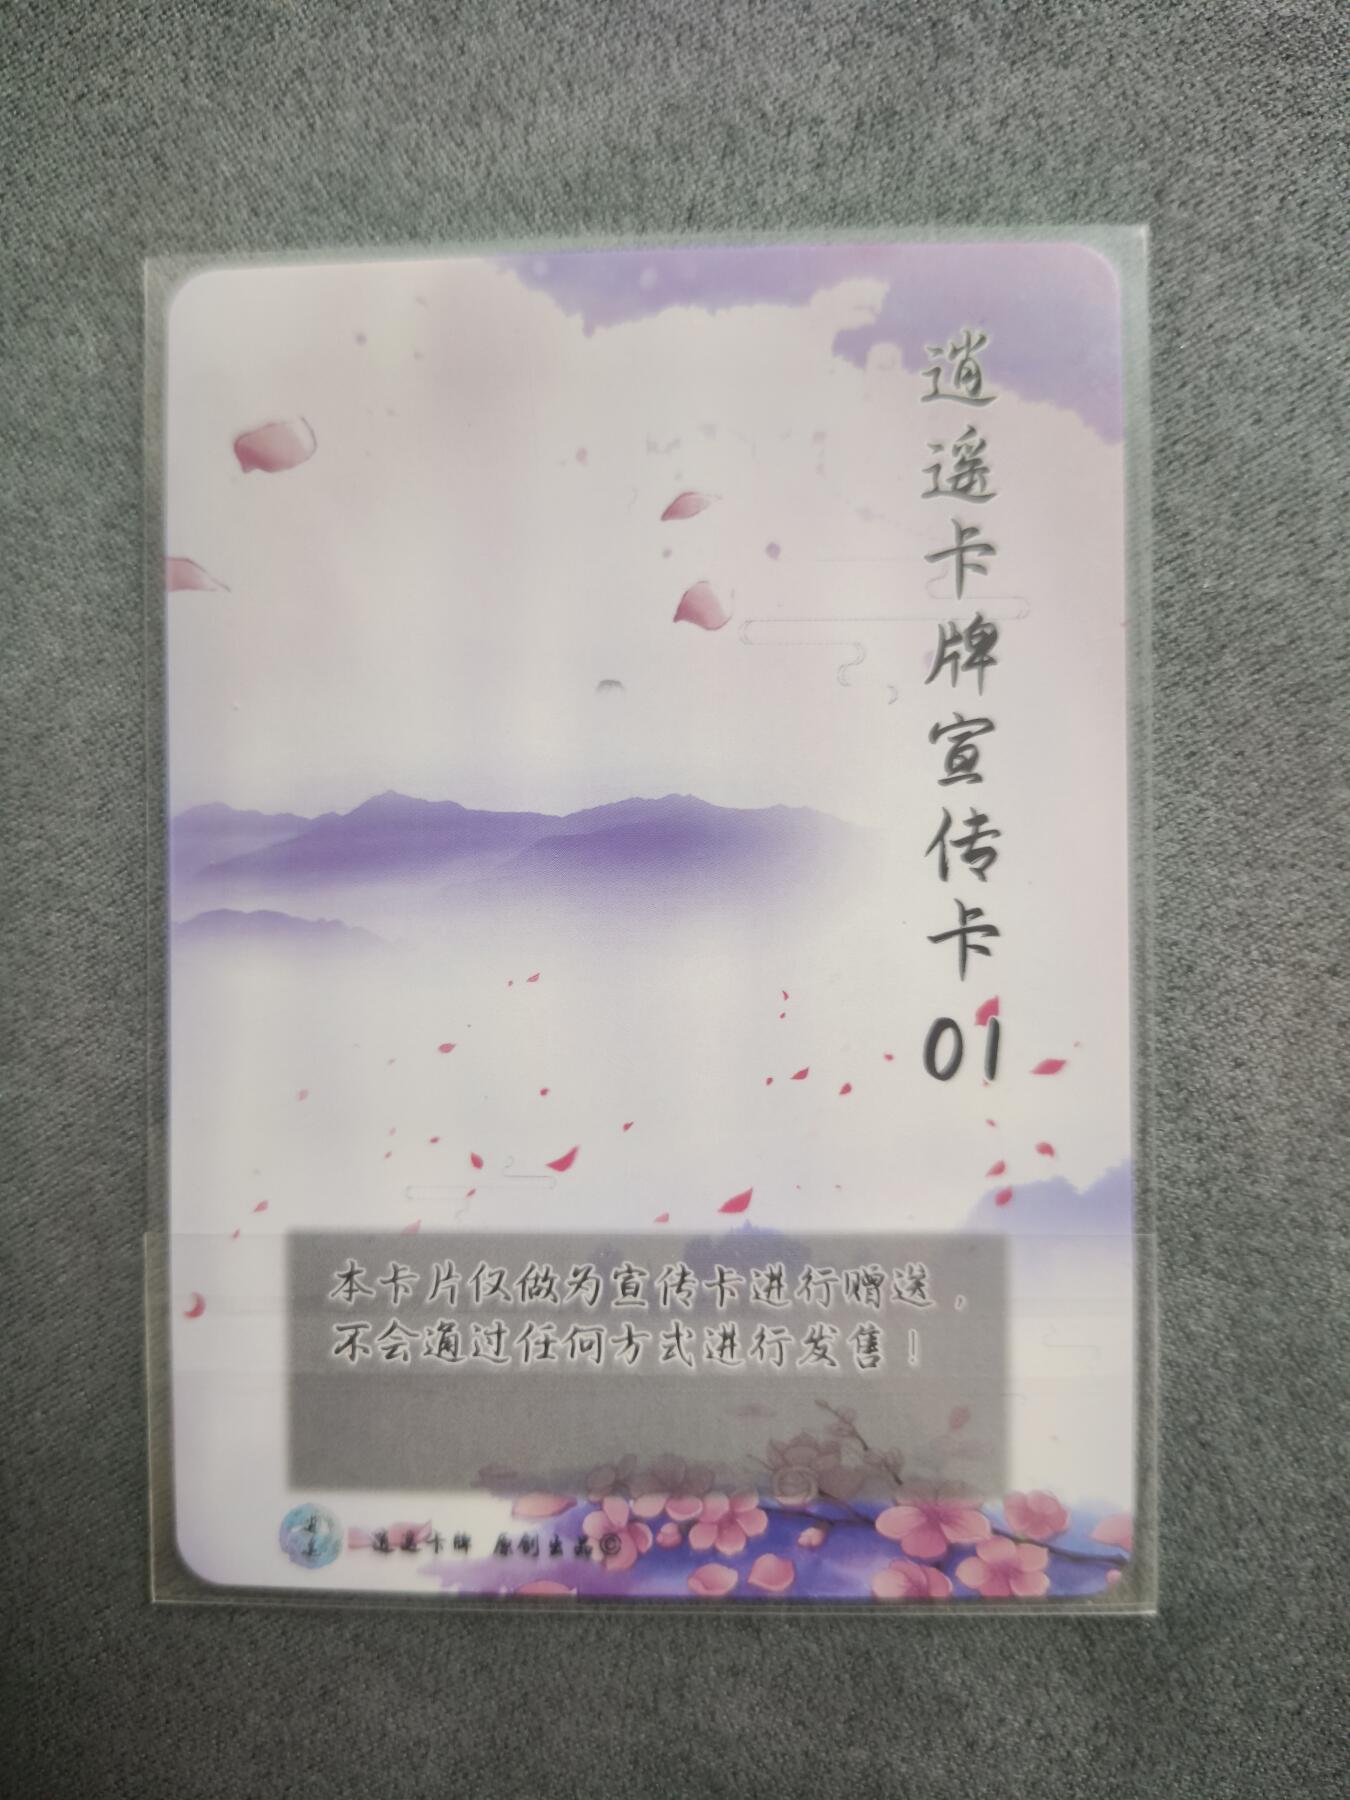 逍遥卡牌宣传卡01
本卡片仅做为宣传卡进行赠送，
不会通过任何方式进行发售！
逍遥卡牌 原创出品©